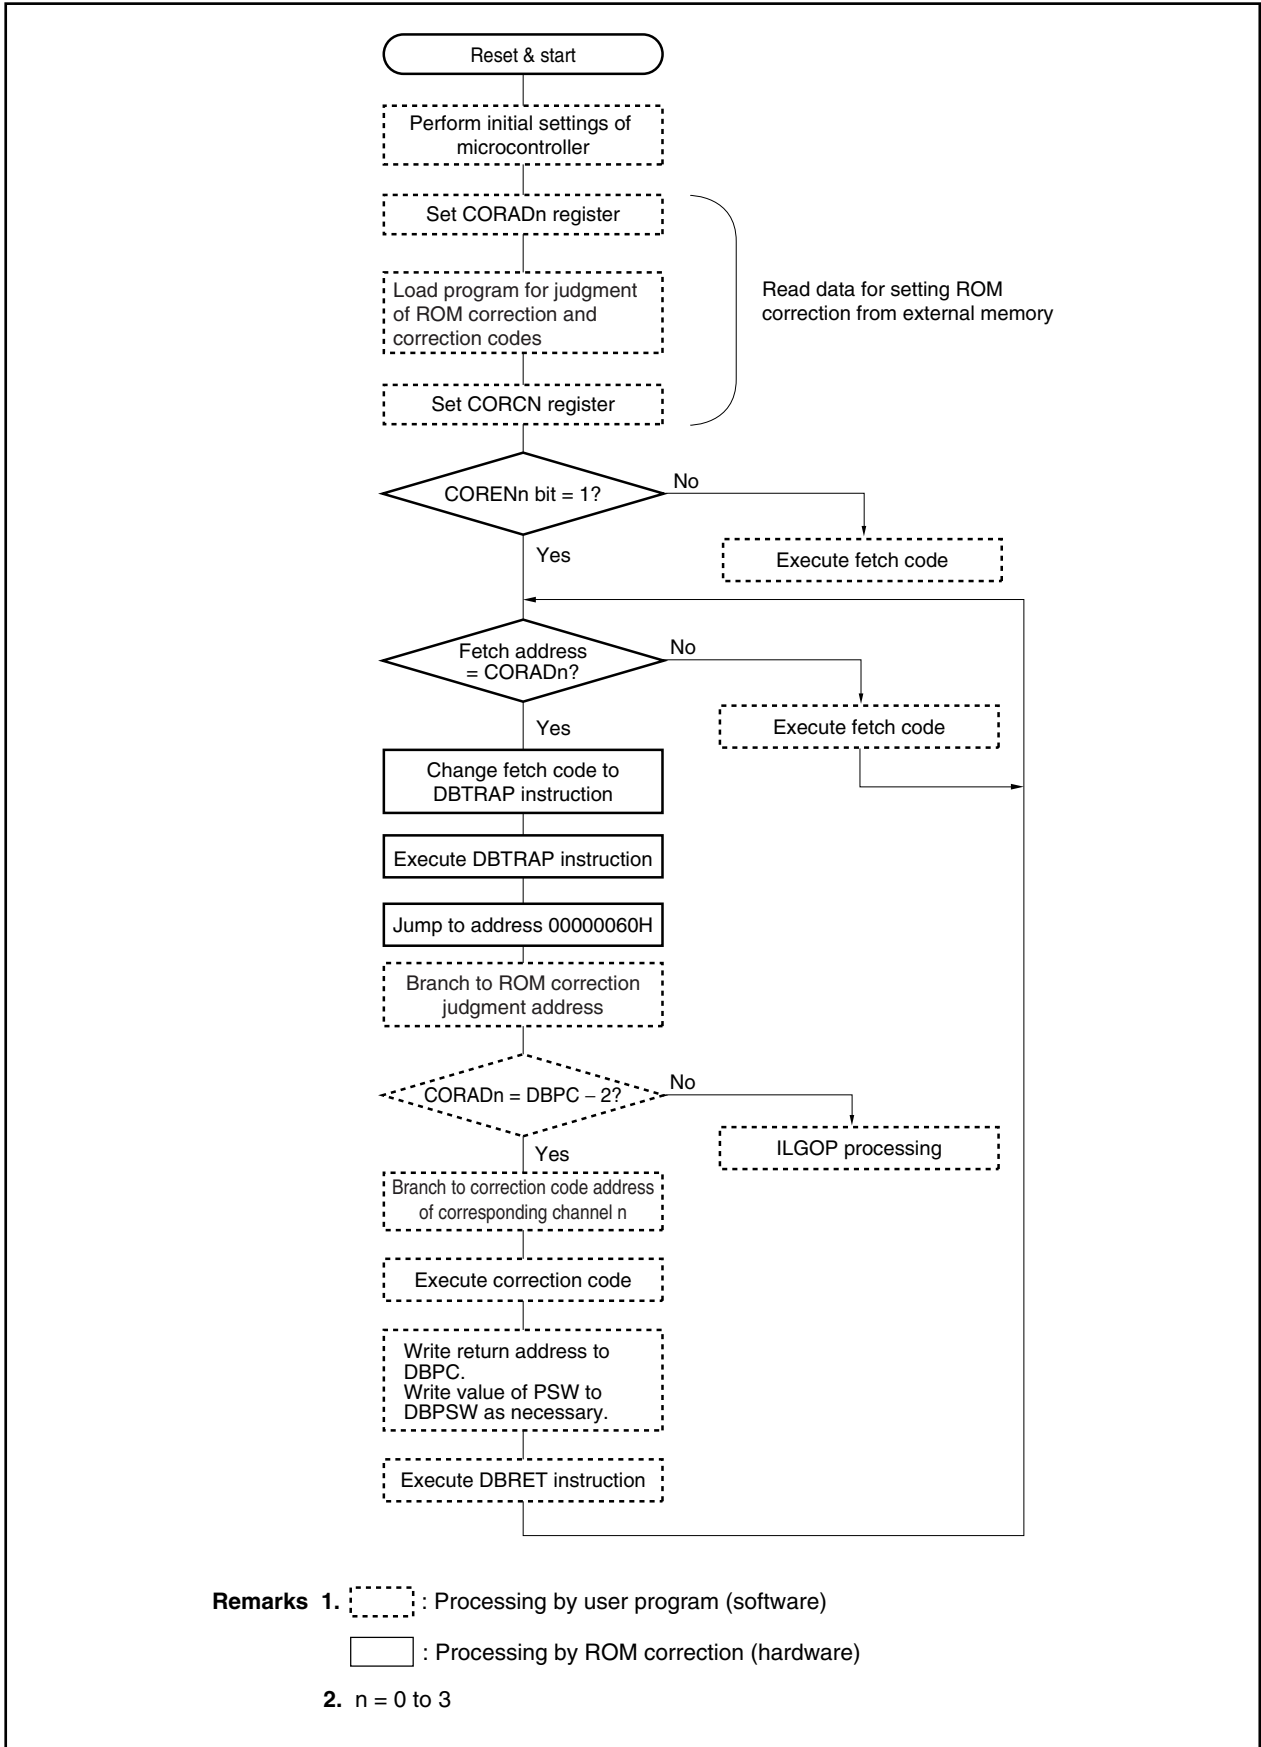 Reset & start
Perform initial settings of
microcontroller
Set CORADn register
Load program for judgment
of ROM correction and
correction codes
Read data for setting ROM
correction from external memory
Set CORCN register
CORENn bit = 1?
No
Yes
Execute fetch code
Fetch address
= CORADn?
No
Yes
Execute fetch code
Change fetch code to
DBTRAP instruction
Execute DBTRAP instruction
Jump to address 00000060H
Branch to ROM correction
judgment address
CORADn = DBPC – 2?
No
Yes
ILGOP processing
Branch to correction code address
of corresponding channel n
Execute correction code
Write return address to
DBPC.
Write value of PSW to
DBPSW as necessary.
Execute DBRET instruction
Remarks 1. : Processing by user program (software)
: Processing by ROM correction (hardware)
2. n = 0 to 3